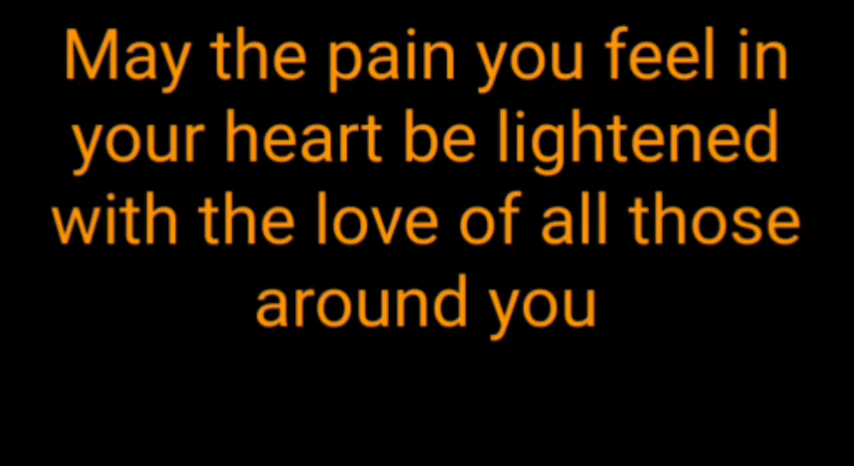 May the pain you feel in
your heart be lightened
with the love of all those
around you